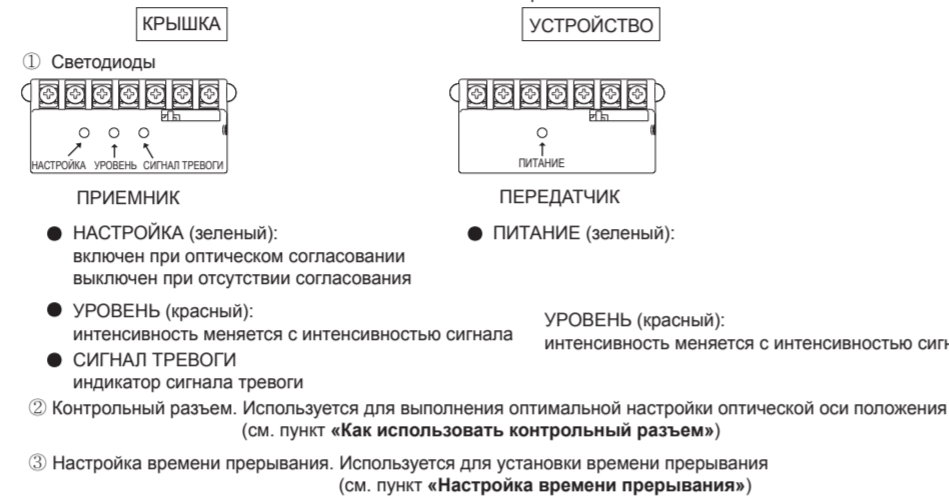 КРЫШКА
УСТРОЙСТВО
① Светодиоды
НАСТРОЙКА УРОВЕНЬ СИГНАЛ ТРЕВОГИ
ПИТАНИЕ
ПРИЕМНИК
ПЕРЕДАТЧИК
● НАСТРОЙКА (зеленый):
включен при оптическом согласовании
выключен при отсутствии согласования
● ПИТАНИЕ (зеленый):
● УРОВЕНЬ (красный):
интенсивность меняется с интенсивностью сигнала
УРОВЕНЬ (красный):
интенсивность меняется с интенсивностью
● СИГНАЛ ТРЕВОГИ
индикатор сигнала тревоги
② Контрольный разъем. Используется для выполнения оптимальной настройки оптической оси положения
(см. пункт «Как использовать контрольный разъем»)
③ Настройка времени прерывания. Используется для установки времени прерывания
(см. пункт «Настройка времени прерывания»)